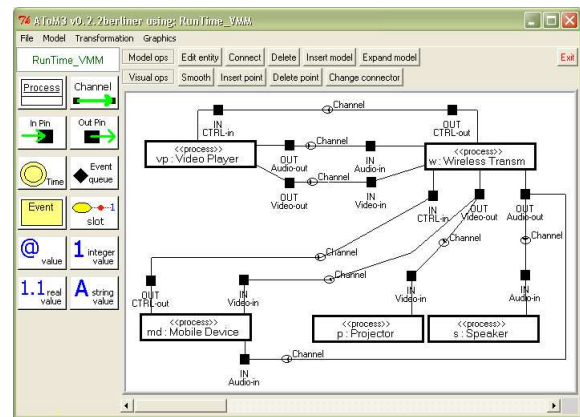 AToM3 v0.2.2berliner using: RunTime_VMM
File Model Transformation Graphics
RunTime_VMM
Model ops Edit entity Connect Delete Insert model Expand model Exit
Visual ops Smooth Insert point Delete point Change connector
Process Channel
In Pin Out Pin
Time Event queue
Event slot
@ value 1 integer value
1.1 real value A string value
Channel
IN
CTRL-in
OUT
CTRL-out
<<process>>
vp : Video Player
Channel
OUT
Audio-out
IN
Audio-in
<<process>>
w : Wireless Transm
Channel
OUT
Video-out
IN
Video-in
IN
CTRL-in
OUT
Video-out
OUT
Audio-out
Channel
Channel
Channel
Channel
OUT
CTRL-out
IN
Video-in
IN
Video-in
IN
Audio-in
<<process>>
md : Mobile Device
<<process>>
p : Projector
<<process>>
s : Speaker
Channel
IN
Audio-in